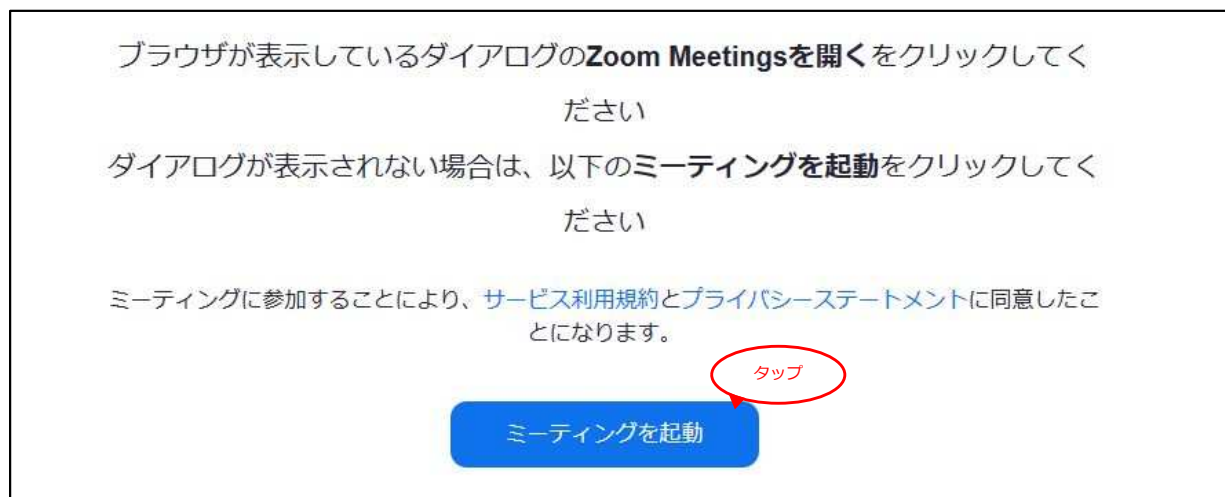 ブラウザが表示しているダイアログのZoom Meetingsを開くをクリックしてく
ださい
ダイアログが表示されない場合は、以下のミーティングを起動をクリックしてく
ださい
ミーティングに参加することにより、サービス利用規約とプライバシーステートメントに同意したこ
とになります。
タップ
ミーティングを起動